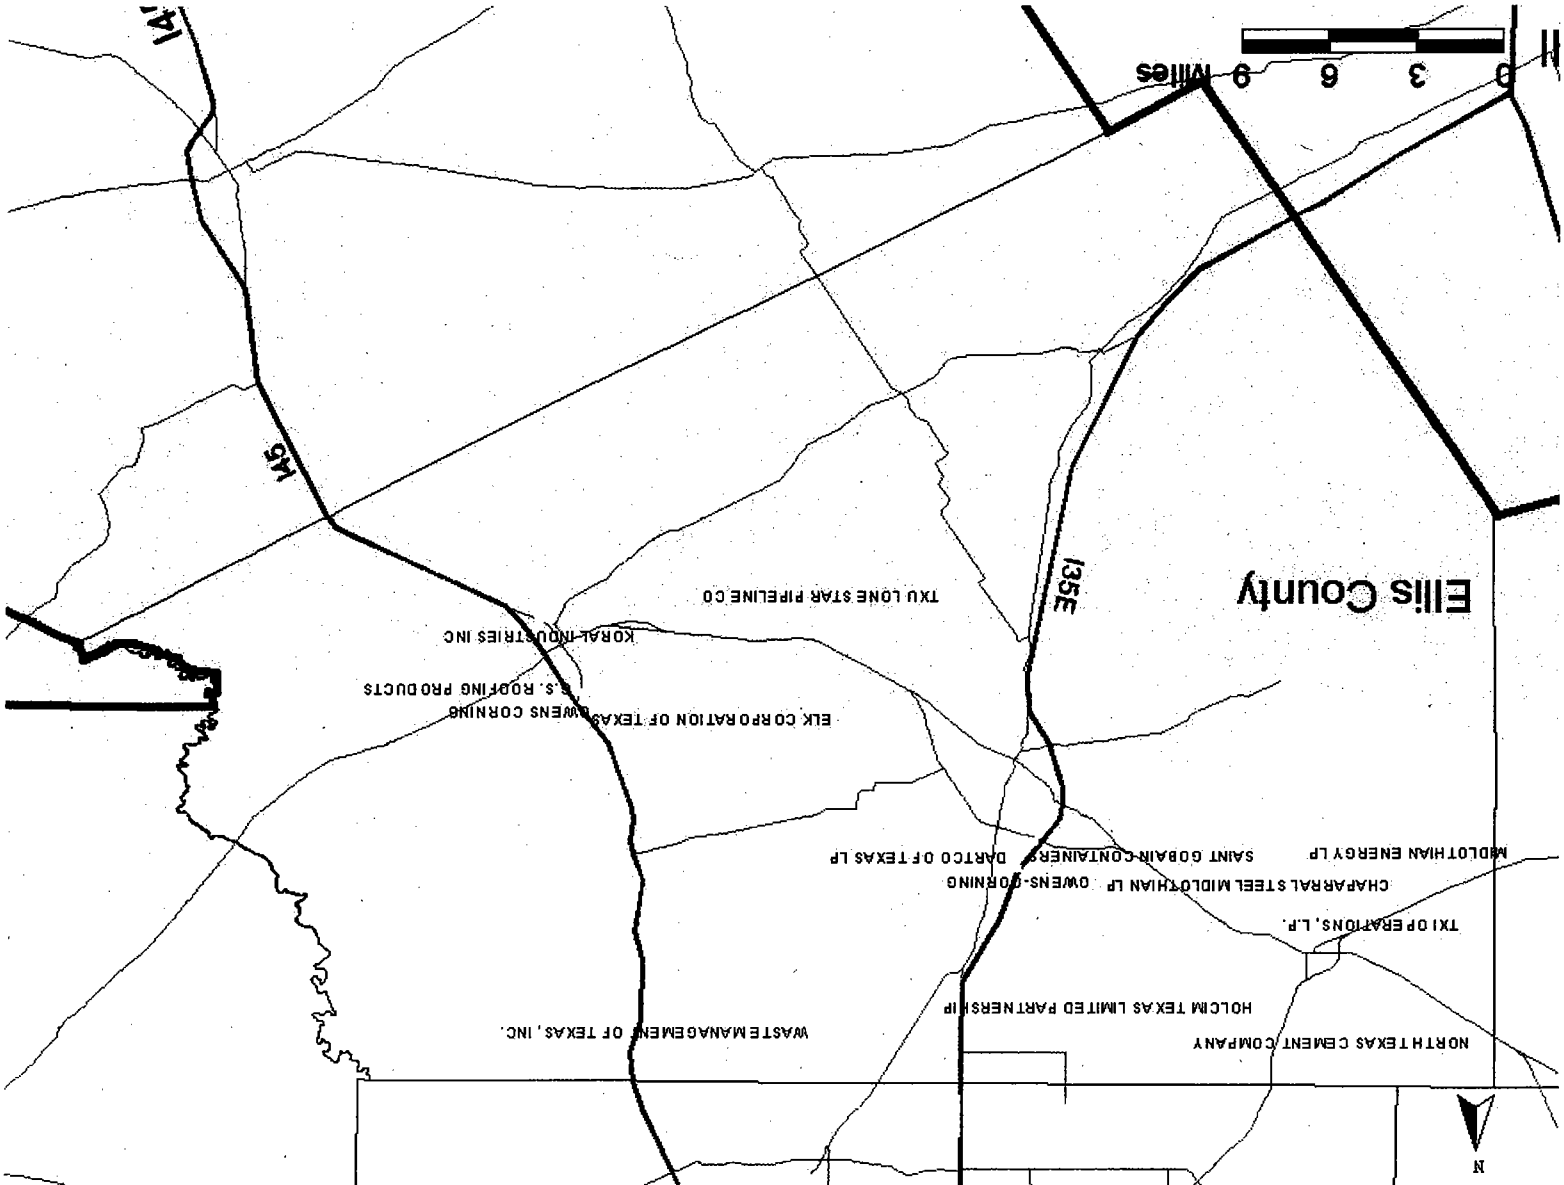 N
NORTH TEXAS CEMENT COMPANY
WASTE MANAGEMENT OF TEXAS, INC.
HOLCIM TEXAS LIMITED PARTNERSHIP
TXI OPERATIONS, L.P.
CHAPARRAL STEEL MIDLOTHIAN LP
OWENS-CORNING
MIDLOTHIAN ENERGY LP
SAINT GOBAIN CONTAINERS
DARTCO OF TEXAS LP
ELK CORPORATION OF TEXAS
OWENS CORNING
G.S. ROOFING PRODUCTS
KORAL INDUSTRIES INC
Ellis County
TXU LONE STAR PIPELINE CO
I35E
I45
0 3 6 9
Miles